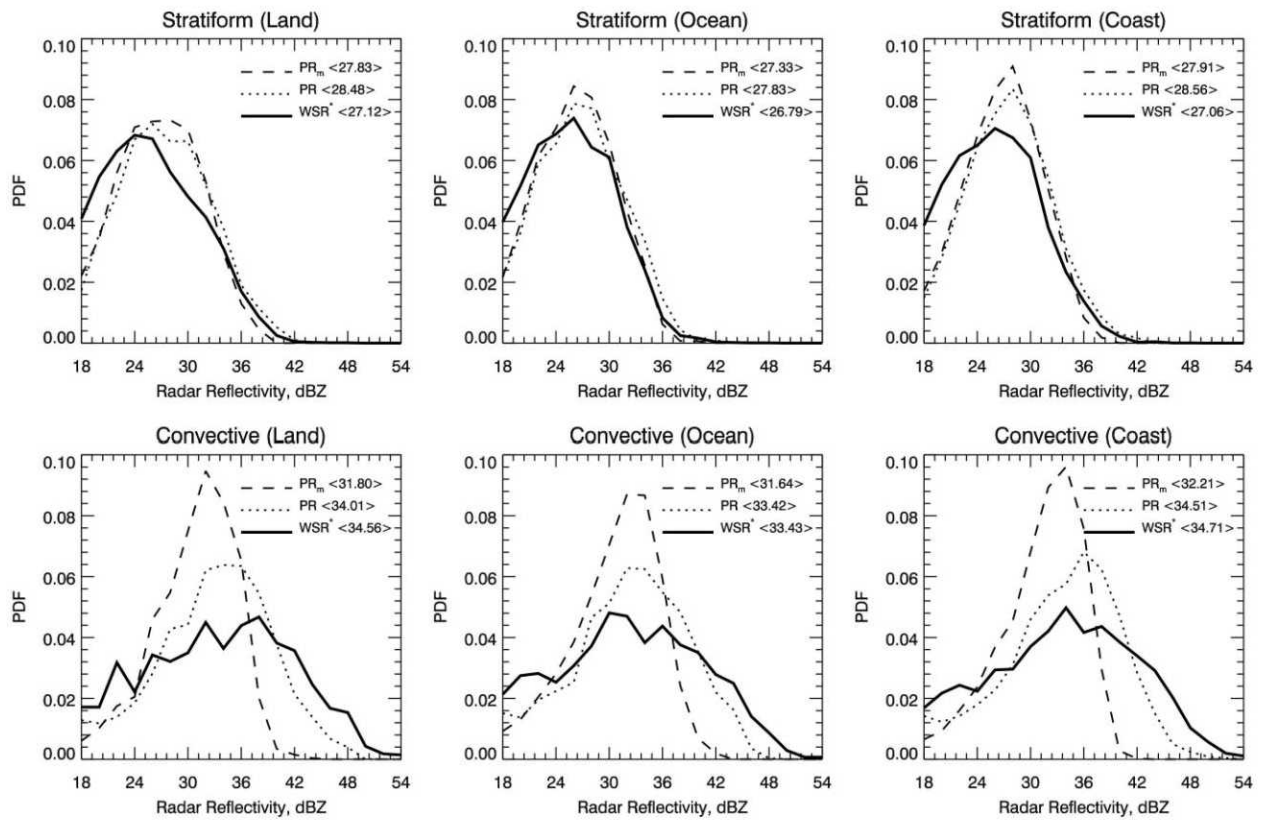 Stratiform (Land)
0.10
0.08
0.06
0.04
0.02
0.00
PDF
PRm <27.83>
PR <28.48>
WSR* <27.12>
18 24 30 36 42 48 54
Radar Reflectivity, dBZ
Stratiform (Ocean)
0.10
0.08
0.06
0.04
0.02
0.00
PDF
PRm <27.33>
PR <27.83>
WSR* <26.79>
18 24 30 36 42 48 54
Radar Reflectivity, dBZ
Stratiform (Coast)
0.10
0.08
0.06
0.04
0.02
0.00
PDF
PRm <27.91>
PR <28.56>
WSR* <27.06>
18 24 30 36 42 48 54
Radar Reflectivity, dBZ
Convective (Land)
0.10
0.08
0.06
0.04
0.02
0.00
PDF
PRm <31.80>
PR <34.01>
WSR* <34.56>
18 24 30 36 42 48 54
Radar Reflectivity, dBZ
Convective (Ocean)
0.10
0.08
0.06
0.04
0.02
0.00
PDF
PRm <31.64>
PR <33.42>
WSR* <33.43>
18 24 30 36 42 48 54
Radar Reflectivity, dBZ
Convective (Coast)
0.10
0.08
0.06
0.04
0.02
0.00
PDF
PRm <32.21>
PR <34.51>
WSR* <34.71>
18 24 30 36 42 48 54
Radar Reflectivity, dBZ